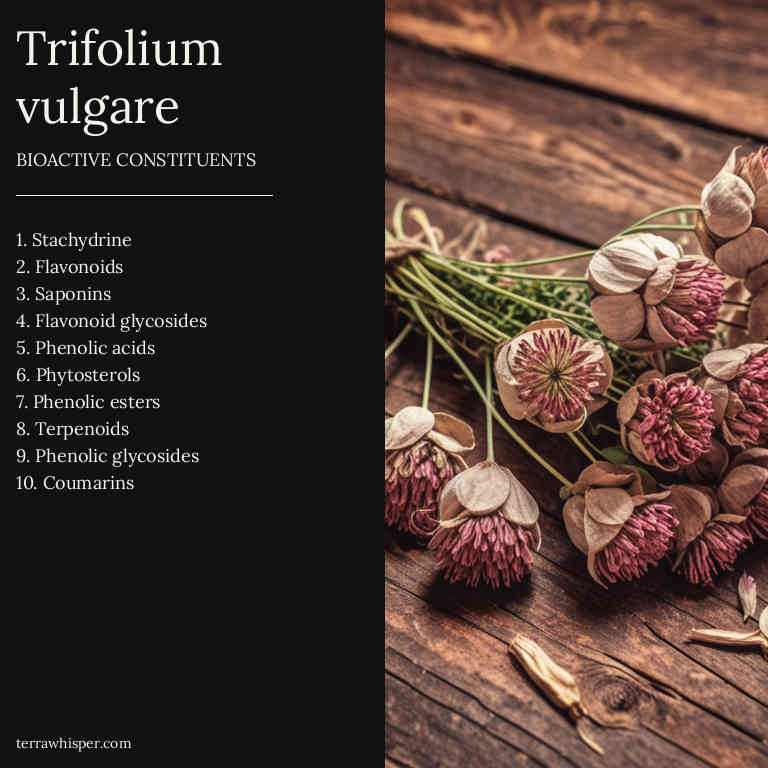 Trifolium
vulgare
BIOACTIVE CONSTITUENTS
1. Stachydrine
2. Flavonoids
3. Saponins
4. Flavonoid glycosides
5. Phenolic acids
6. Phytosterols
7. Phenolic esters
8. Terpenoids
9. Phenolic glycosides
10. Coumarins
terrawhisper.com